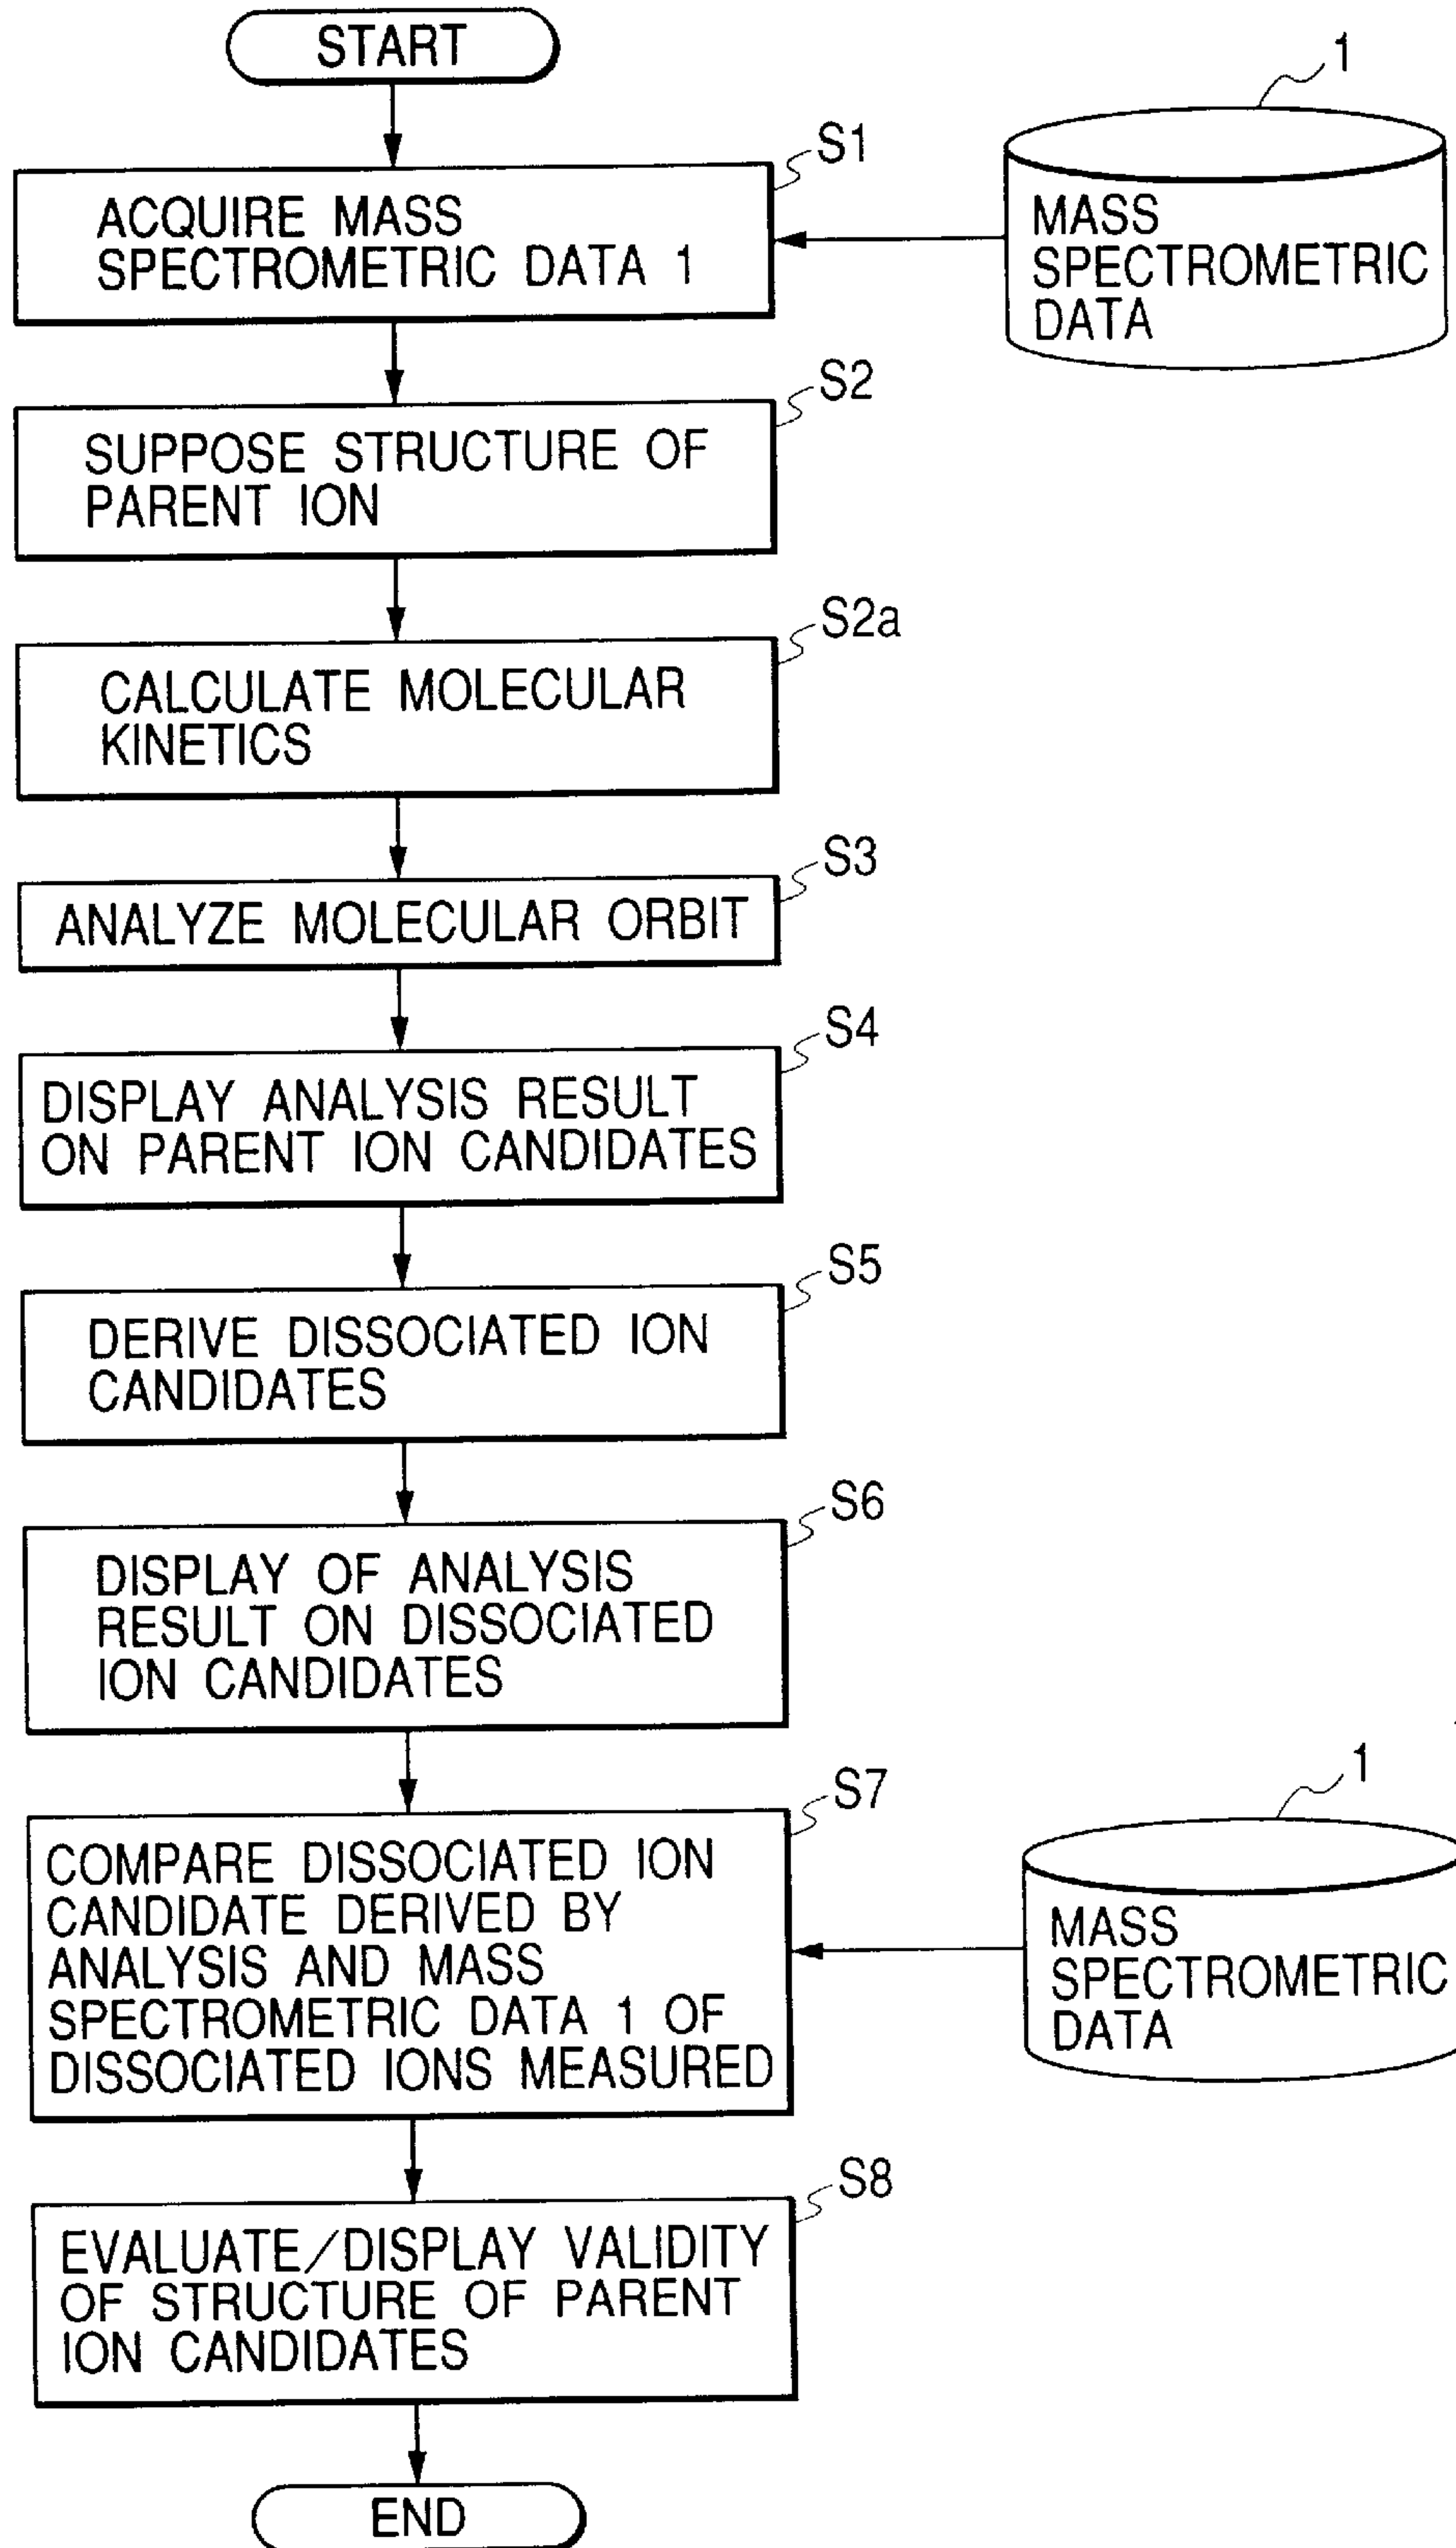 START
S1
1
ACQUIRE MASS
SPECTROMETRIC DATA 1
MASS
SPECTROMETRIC
DATA
S2
SUPPOSE STRUCTURE OF
PARENT ION
S2a
CALCULATE MOLECULAR
KINETICS
S3
ANALYZE MOLECULAR ORBIT
S4
DISPLAY ANALYSIS RESULT
ON PARENT ION CANDIDATES
S5
DERIVE DISSOCIATED ION
CANDIDATES
S6
DISPLAY OF ANALYSIS
RESULT ON DISSOCIATED
ION CANDIDATES
S7
1
COMPARE DISSOCIATED ION
CANDIDATE DERIVED BY
ANALYSIS AND MASS
SPECTROMETRIC DATA 1 OF
DISSOCIATED IONS MEASURED
MASS
SPECTROMETRIC
DATA
S8
EVALUATE/DISPLAY VALIDITY
OF STRUCTURE OF PARENT
ION CANDIDATES
END